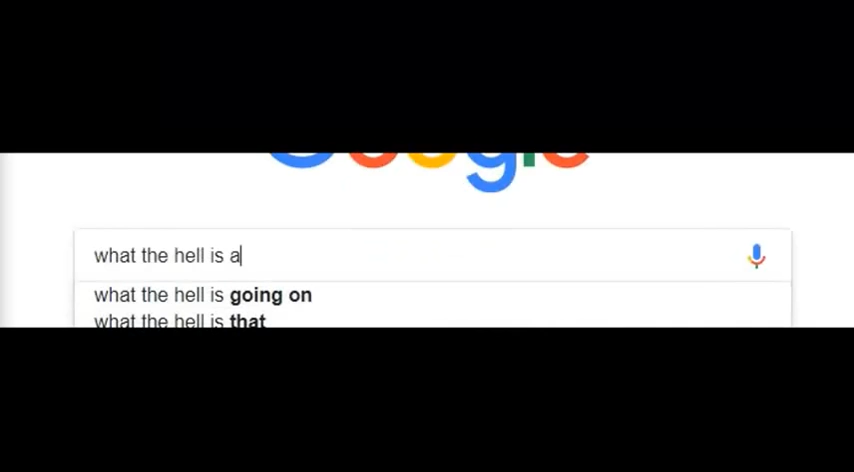 Google
what the hell is a
what the hell is going on
what the hell is that